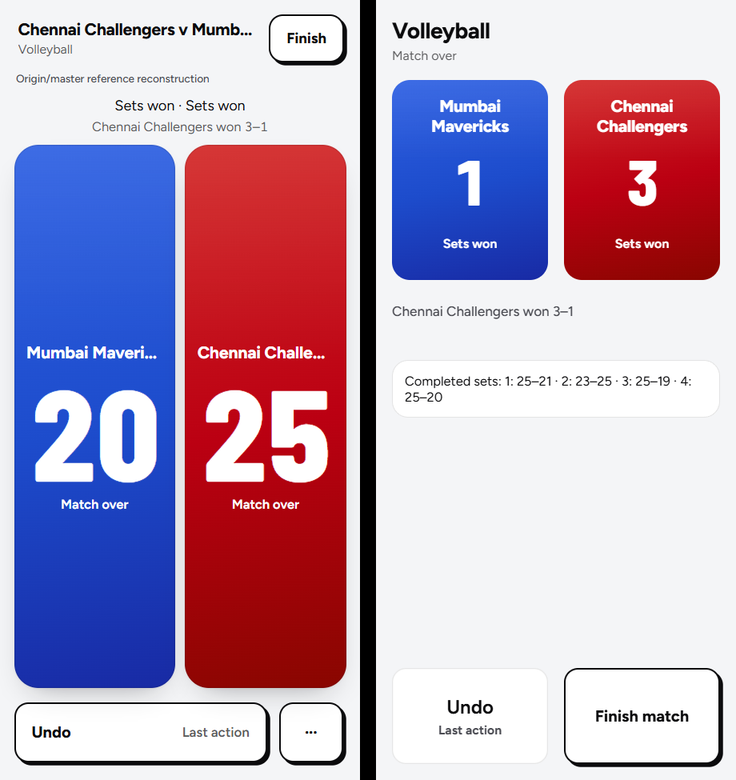 Chennai Challengers v Mumb...
Volleyball
Finish
Origin/master reference reconstruction
Sets won · Sets won
Chennai Challengers won 3–1
Mumbai Maveri...
20
Match over
Chennai Challe...
25
Match over
Undo
Last action
...
Volleyball
Match over
Mumbai
Mavericks
1
Sets won
Chennai
Challengers
3
Sets won
Chennai Challengers won 3–1
Completed sets: 1: 25–21 · 2: 23–25 · 3: 25–19 · 4:
25–20
Undo
Last action
Finish match